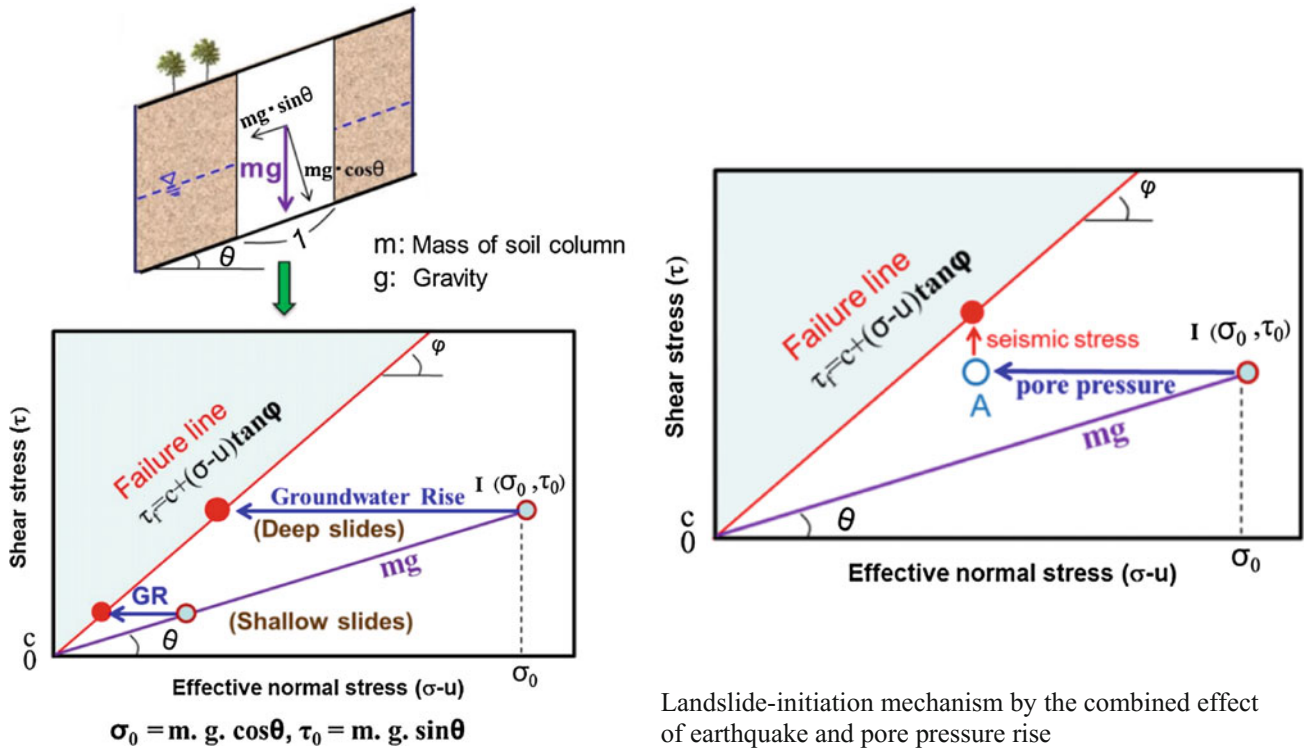 mg·sinθ
mg
mg·cosθ
1
θ
m: Mass of soil column
g: Gravity
Shear stress (τ)
Failure line
τf=c+(σ-u)tanφ
φ
I (σ0 ,τ0)
Groundwater Rise
(Deep slides)
mg
GR
(Shallow slides)
θ
c
0
σ0
Effective normal stress (σ-u)
σ0 = m. g. cosθ, τ0 = m. g. sinθ
Shear stress (τ)
Failure line
τf=c+(σ-u)tanφ
φ
I (σ0 ,τ0)
seismic stress
pore pressure
A
mg
θ
c
0
σ0
Effective normal stress (σ-u)
Landslide-initiation mechanism by the combined effect
of earthquake and pore pressure rise